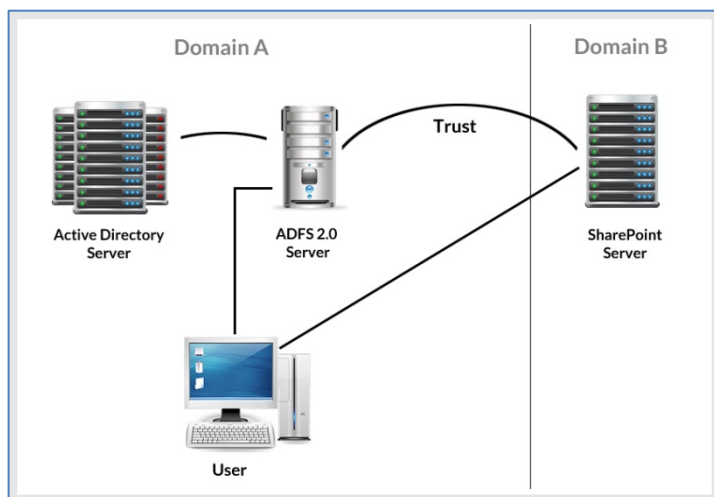 Domain A
Domain B
Trust
Active Directory
Server
ADFS 2.0
Server
SharePoint
Server
User